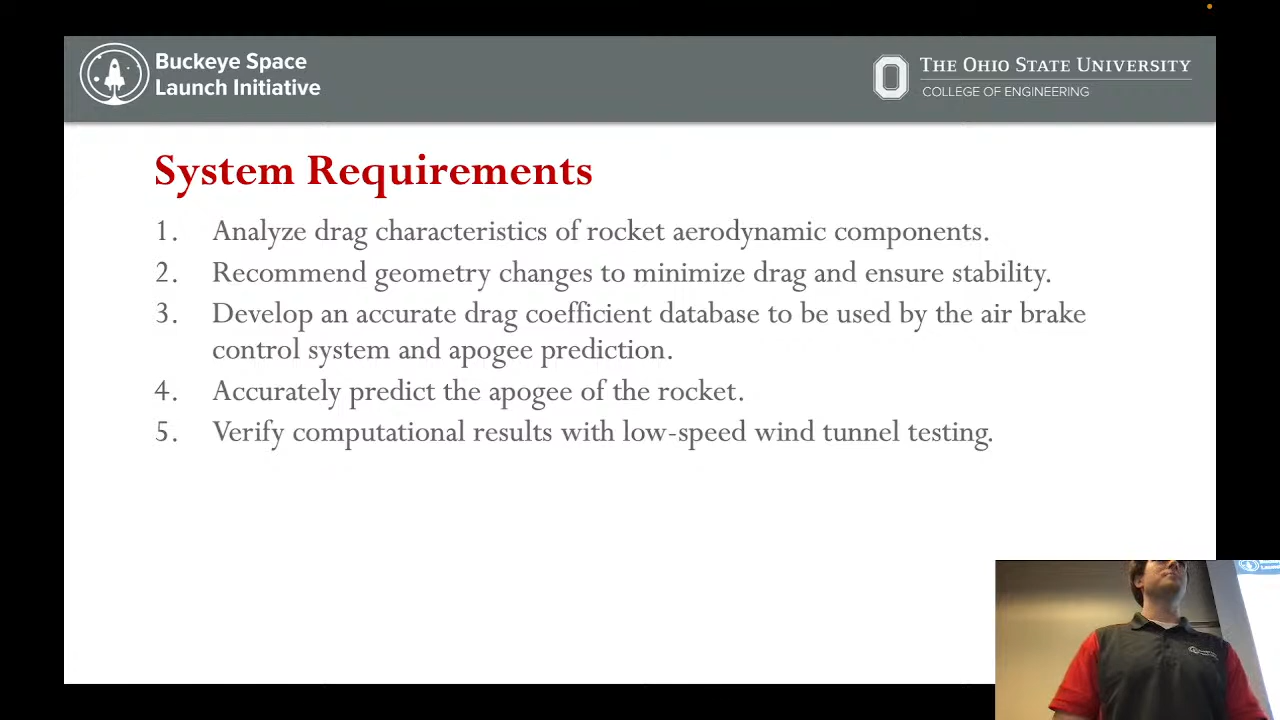 Buckeye Space
Launch Initiative
THE OHIO STATE UNIVERSITY
COLLEGE OF ENGINEERING
System Requirements
1. Analyze drag characteristics of rocket aerodynamic components.
2. Recommend geometry changes to minimize drag and ensure stability.
3. Develop an accurate drag coefficient database to be used by the air brake
control system and apogee prediction.
4. Accurately predict the apogee of the rocket.
5. Verify computational results with low-speed wind tunnel testing.